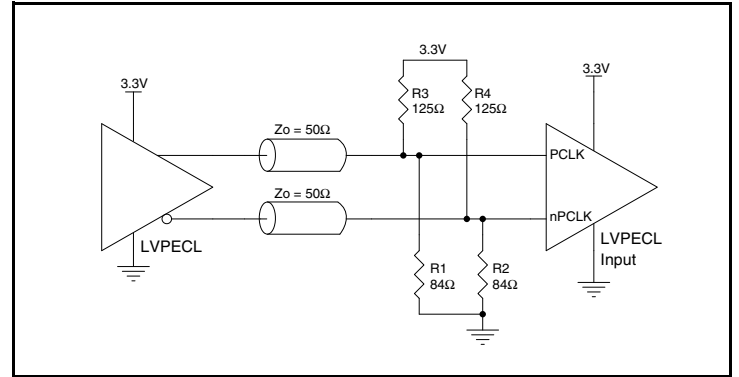 3.3V
3.3V
3.3V
R3
125Ω
R4
125Ω
Zo = 50Ω
PCLK
Zo = 50Ω
nPCLK
LVPECL
LVPECL
Input
R1
84Ω
R2
84Ω